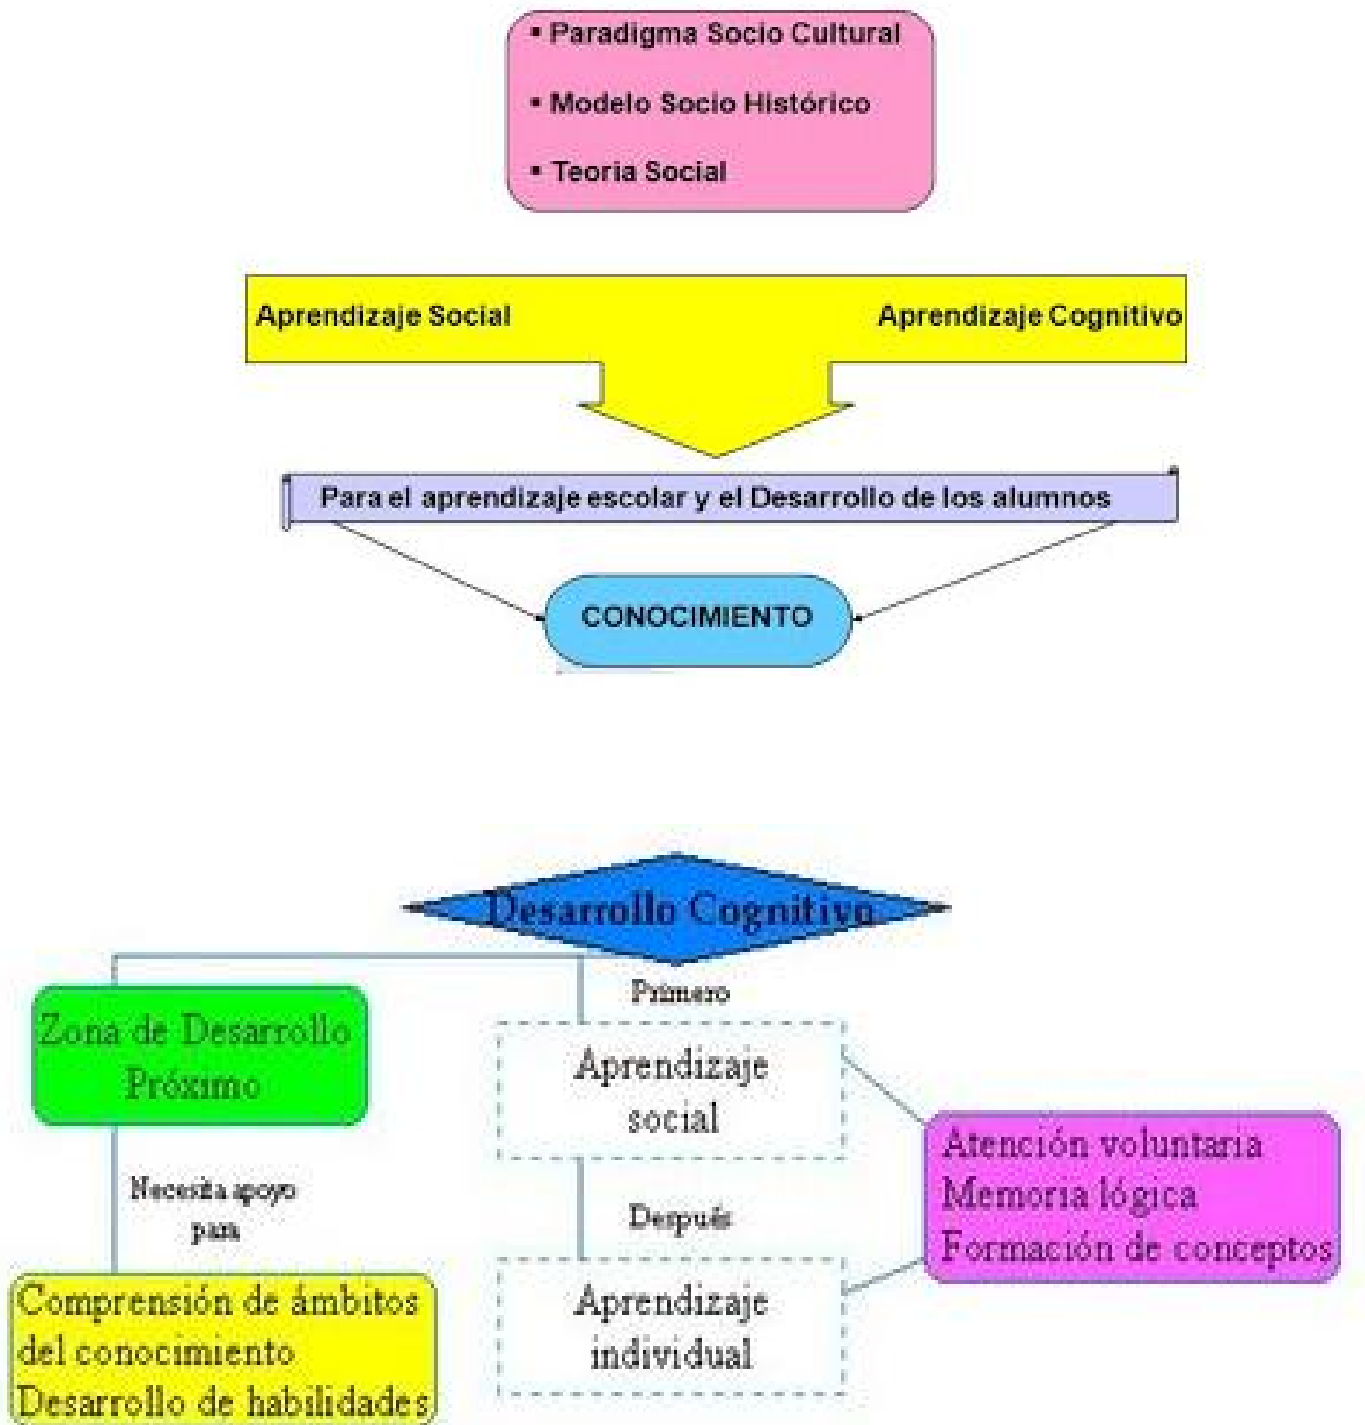 ▪ Paradigma Socio Cultural
▪ Modelo Socio Histórico
▪ Teoria Social
Aprendizaje Social
Aprendizaje Cognitivo
Para el aprendizaje escolar y el Desarrollo de los alumnos
CONOCIMIENTO
Desarrollo Cognitivo
Zona de Desarrollo
Próximo
Necesita apoyo
para
Comprensión de ámbitos
del conocimiento
Desarrollo de habilidades
Primero
Aprendizaje
social
Después
Aprendizaje
individual
Atención voluntaria
Memoria lógica
Formación de conceptos